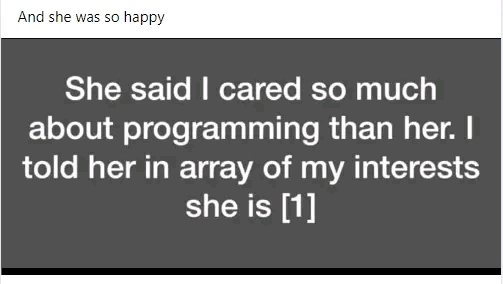 And she was so happy
She said I cared so much
about programming than her. I
told her in array of my interests
she is [1]